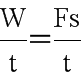 W/t = Fs/t